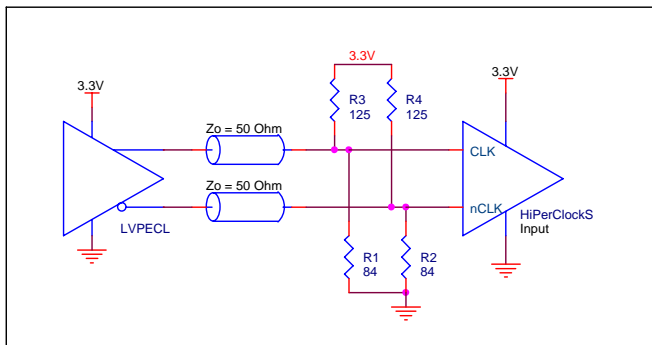 3.3V
3.3V
3.3V
R3
125
R4
125
Zo = 50 Ohm
CLK
Zo = 50 Ohm
nCLK
LVPECL
HiPerClockS
Input
R1
84
R2
84